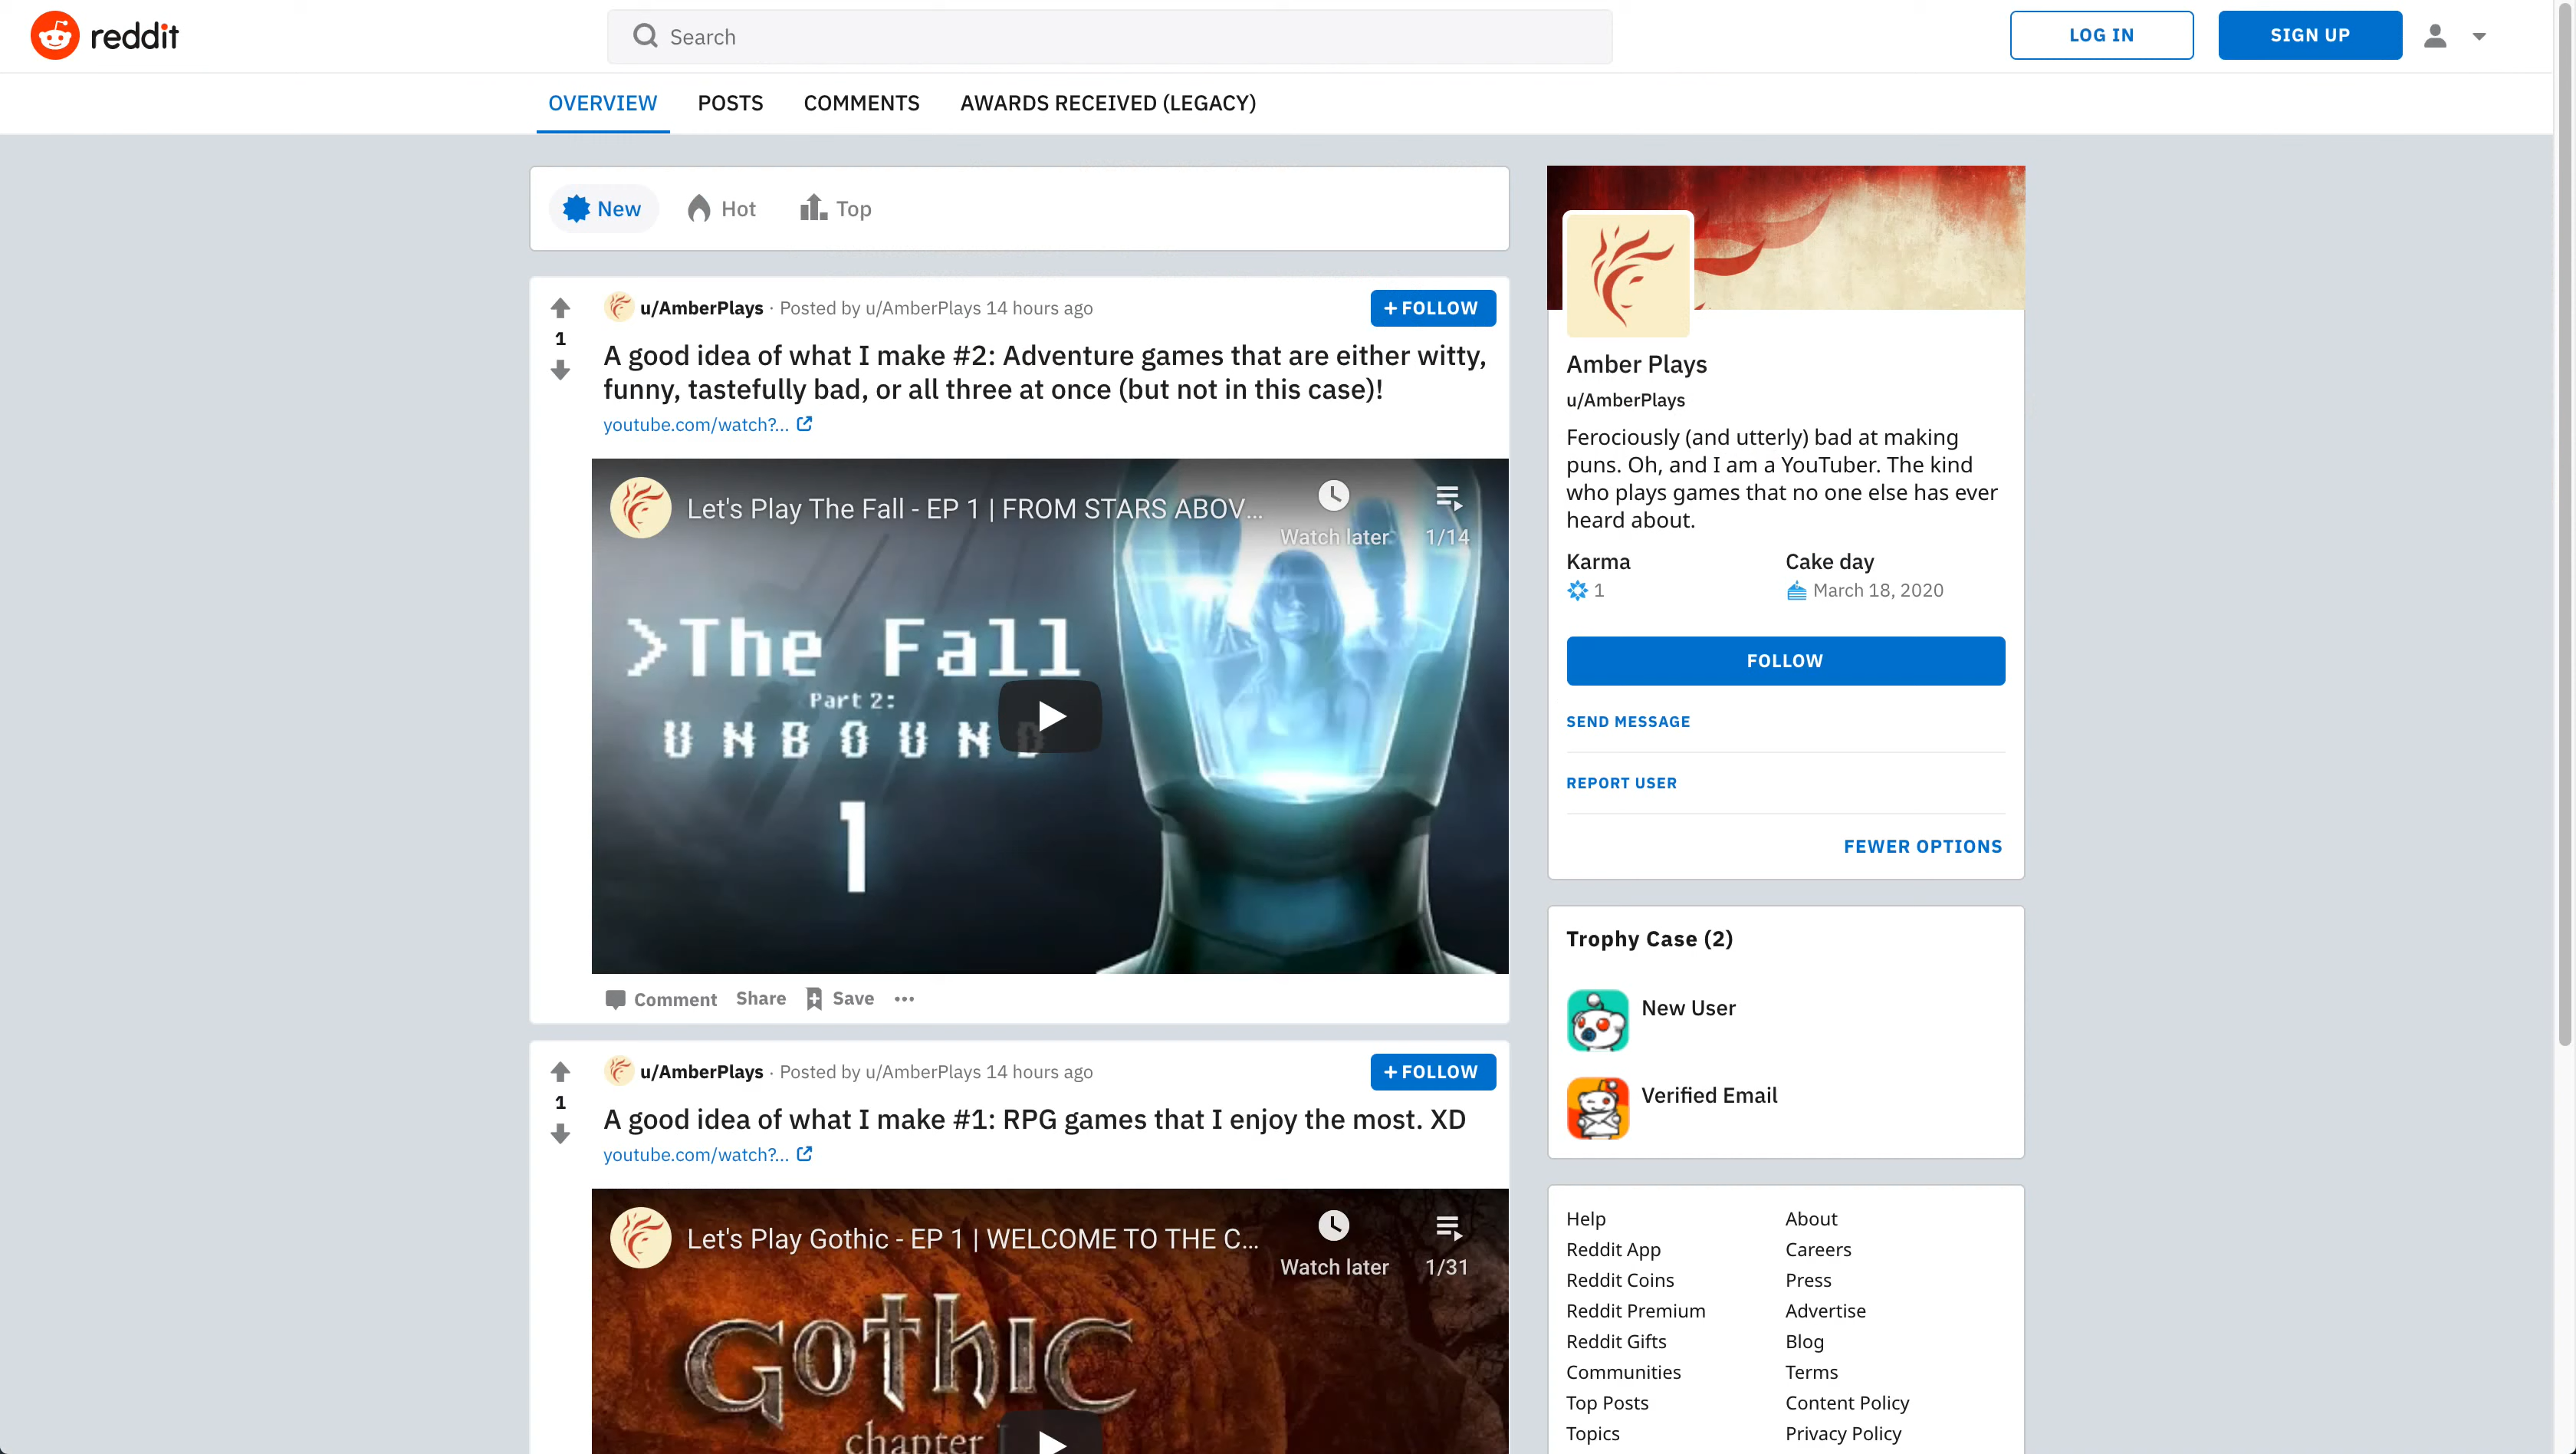 reddit
Search
LOG IN
SIGN UP
OVERVIEW
POSTS
COMMENTS
AWARDS RECEIVED (LEGACY)
New
Hot
Top
1
u/AmberPlays · Posted by u/AmberPlays 14 hours ago
+ FOLLOW
A good idea of what I make #2: Adventure games that are either witty,
funny, tastefully bad, or all three at once (but not in this case)!
youtube.com/watch?...
Let's Play The Fall - EP 1 | FROM STARS ABOV...
Watch later
1/14
>The Fall
Part 2:
UNBOUND
1
Comment
Share
Save
1
u/AmberPlays · Posted by u/AmberPlays 14 hours ago
+ FOLLOW
A good idea of what I make #1: RPG games that I enjoy the most. XD
youtube.com/watch?...
Let's Play Gothic - EP 1 | WELCOME TO THE C...
Watch later
1/31
GOTHIC
chapter
Amber Plays
u/AmberPlays
Ferociously (and utterly) bad at making
puns. Oh, and I am a YouTuber. The kind
who plays games that no one else has ever
heard about.
Karma
1
Cake day
March 18, 2020
FOLLOW
SEND MESSAGE
REPORT USER
FEWER OPTIONS
Trophy Case (2)
New User
Verified Email
Help
Reddit App
Reddit Coins
Reddit Premium
Reddit Gifts
Communities
Top Posts
Topics
About
Careers
Press
Advertise
Blog
Terms
Content Policy
Privacy Policy